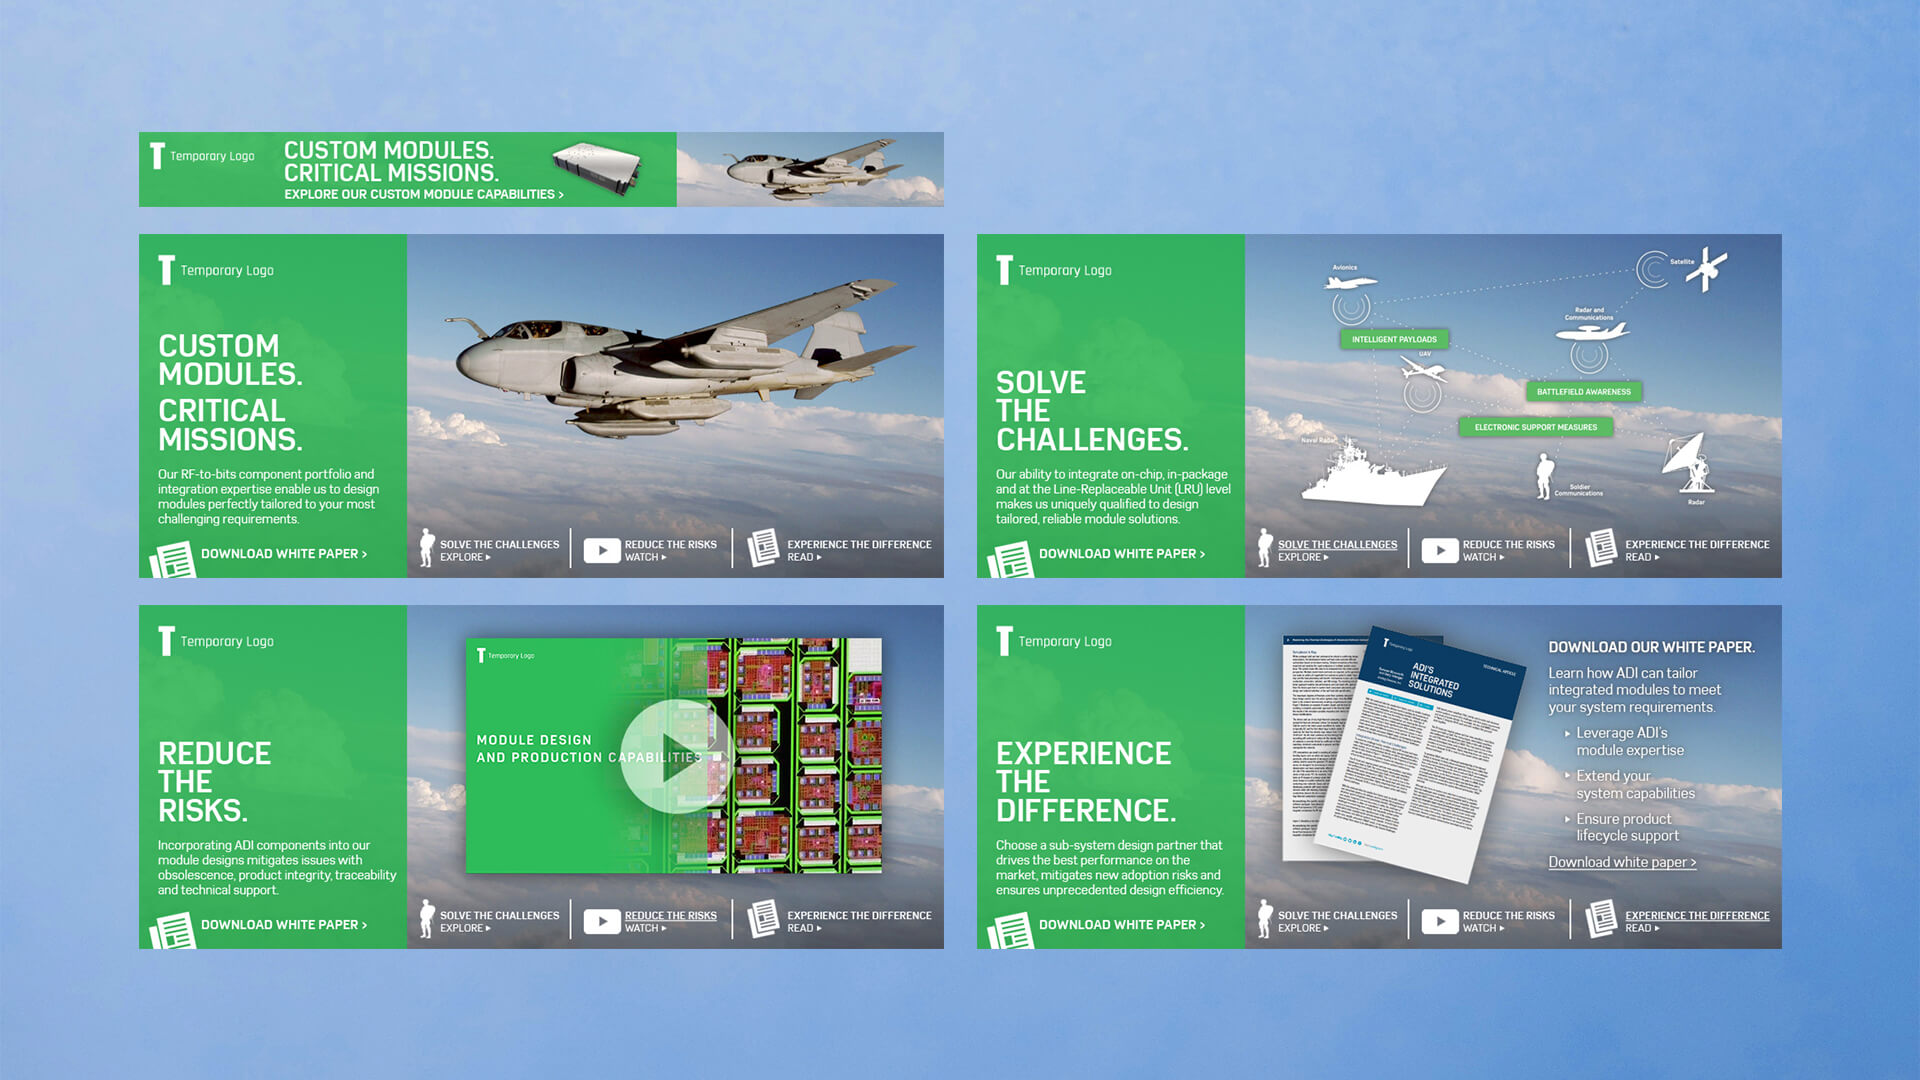 Temporary Logo
CUSTOM MODULES.
CRITICAL MISSIONS.
EXPLORE OUR CUSTOM MODULE CAPABILITIES >
Temporary Logo
CUSTOM
MODULES.
CRITICAL
MISSIONS.
Our RF-to-bits component portfolio and
integration expertise enable us to design
modules perfectly tailored to your most
challenging requirements.
DOWNLOAD WHITE PAPER >
SOLVE THE CHALLENGES
EXPLORE
REDUCE THE RISKS
WATCH
EXPERIENCE THE DIFFERENCE
READ
Temporary Logo
SOLVE
THE
CHALLENGES.
Our ability to integrate on-chip, in-package
and at the Line-Replaceable Unit (LRU) level
makes us uniquely qualified to design
tailored, reliable module solutions.
DOWNLOAD WHITE PAPER >
Avionics
Satellite
Radar and
Communications
INTELLIGENT PAYLOADS
UAV
BATTLEFIELD AWARENESS
ELECTRONIC SUPPORT MEASURES
Naval Radar
Soldier
Communications
Radar
SOLVE THE CHALLENGES
EXPLORE
REDUCE THE RISKS
WATCH
EXPERIENCE THE DIFFERENCE
READ
Temporary Logo
REDUCE
THE
RISKS.
Incorporating ADI components into our
module designs mitigates issues with
obsolescence, product integrity, traceability
and technical support.
DOWNLOAD WHITE PAPER >
Temporary Logo
MODULE DESIGN
AND PRODUCTION CAPABILITIES
SOLVE THE CHALLENGES
EXPLORE
REDUCE THE RISKS
WATCH
EXPERIENCE THE DIFFERENCE
READ
Temporary Logo
EXPERIENCE
THE
DIFFERENCE.
Choose a sub-system design partner that
drives the best performance on the
market, mitigates new adoption risks and
ensures unprecedented design efficiency.
DOWNLOAD WHITE PAPER >
Temporary Logo
TECHNICAL ARTICLE
ADI'S
INTEGRATED
SOLUTIONS
DOWNLOAD OUR WHITE PAPER.
Learn how ADI can tailor
integrated modules to meet
your system requirements.
Leverage ADI's
module expertise
Extend your
system capabilities
Ensure product
lifecycle support
Download white paper >
SOLVE THE CHALLENGES
EXPLORE
REDUCE THE RISKS
WATCH
EXPERIENCE THE DIFFERENCE
READ